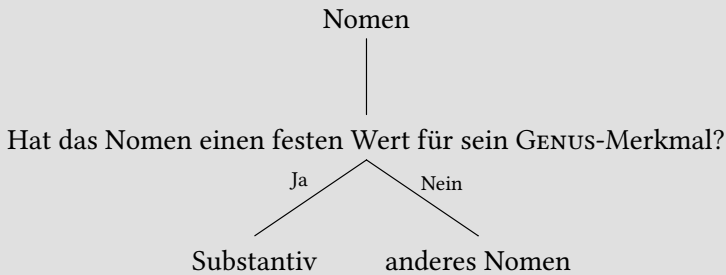 Nomen
Hat das Nomen einen festen Wert für sein GENUS-Merkmal?
Ja Nein
Substantiv anderes Nomen